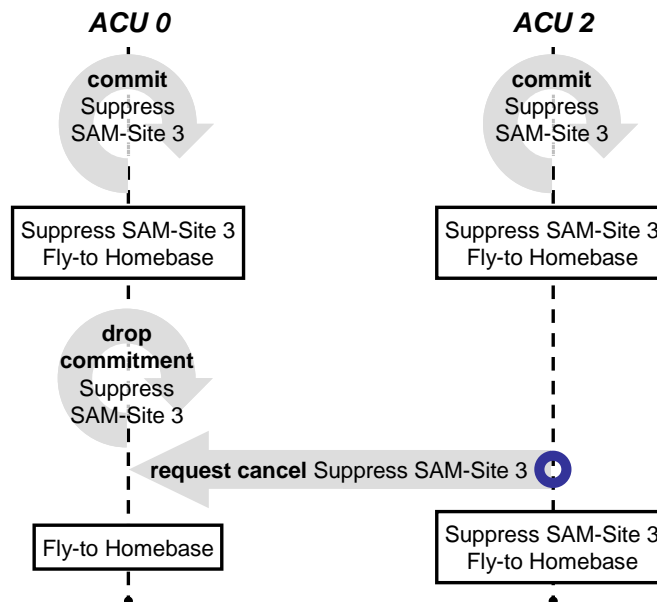 ACU 0
ACU 2
commit
Suppress
SAM-Site 3
commit
Suppress
SAM-Site 3
Suppress SAM-Site 3
Fly-to Homebase
Suppress SAM-Site 3
Fly-to Homebase
drop
commitment
Suppress
SAM-Site 3
request cancel Suppress SAM-Site 3
Fly-to Homebase
Suppress SAM-Site 3
Fly-to Homebase